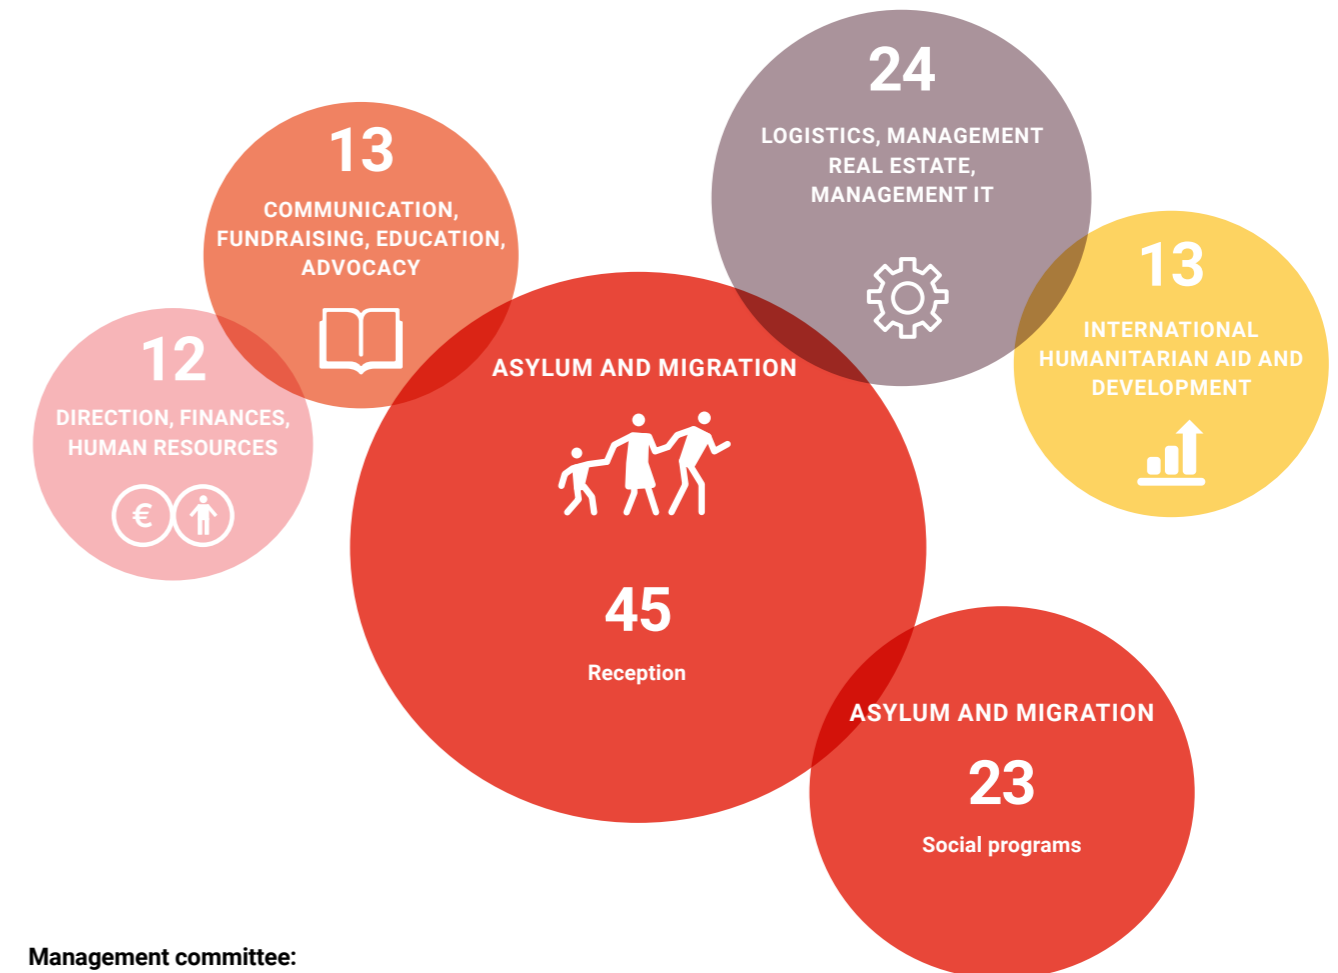 24
LOGISTICS, MANAGEMENT
REAL ESTATE,
MANAGEMENT IT
13
COMMUNICATION,
FUNDRAISING, EDUCATION,
ADVOCACY
13
INTERNATIONAL
HUMANITARIAN AID AND
DEVELOPMENT
12
DIRECTION, FINANCES,
HUMAN RESOURCES
€
ASYLUM AND MIGRATION
45
Reception
ASYLUM AND MIGRATION
23
Social programs
Management committee: